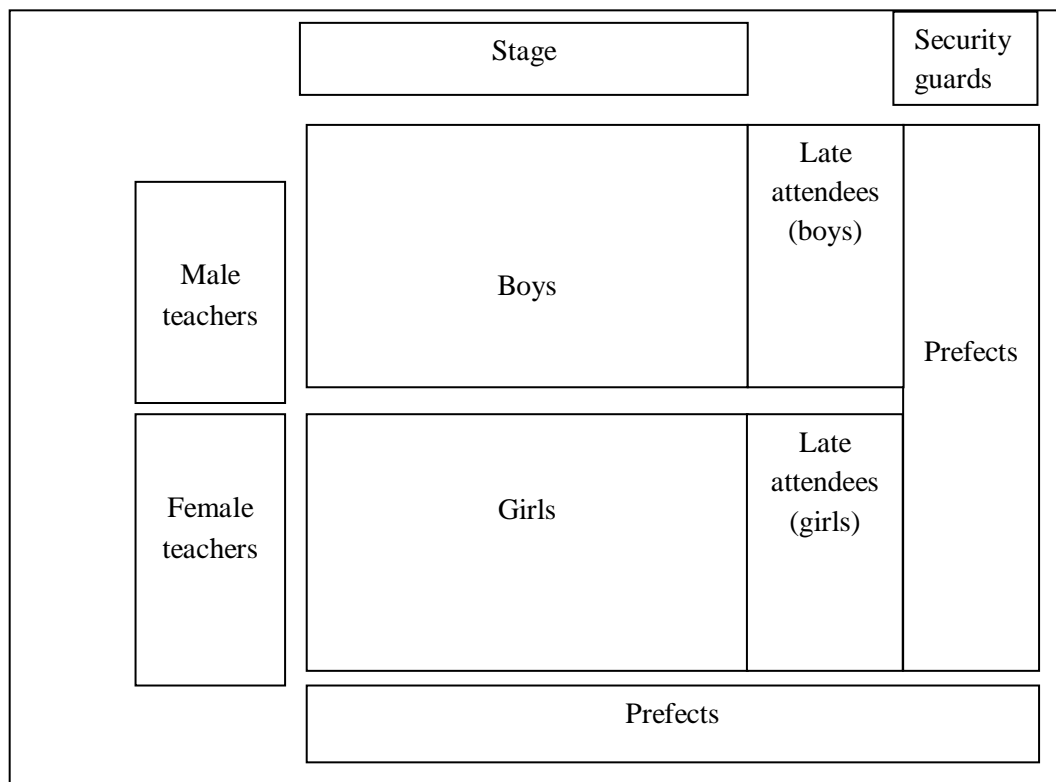 Stage
Security
guards
Late
attendees
(boys)
Male
teachers
Boys
Prefects
Late
attendees
(girls)
Female
teachers
Girls
Prefects